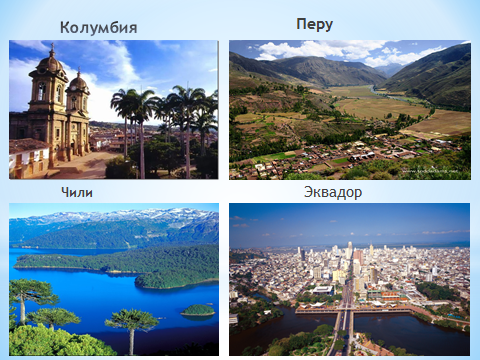 Колумбия
Перу
Чили
Эквадор